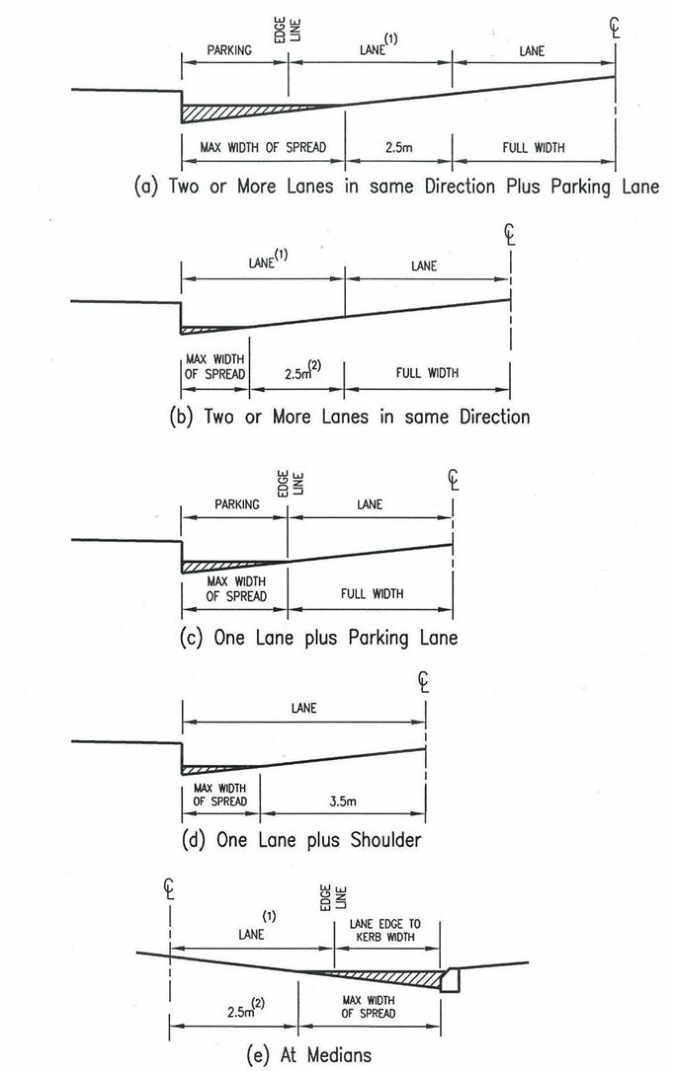 EDGE
LINE
℄
PARKING
LANE(1)
LANE
MAX WIDTH OF SPREAD
2.5m
FULL WIDTH
(a) Two or More Lanes in same Direction Plus Parking Lane
℄
LANE(1)
LANE
MAX WIDTH
OF SPREAD
2.5m(2)
FULL WIDTH
(b) Two or More Lanes in same Direction
EDGE
LINE
℄
PARKING
LANE
MAX WIDTH
OF SPREAD
FULL WIDTH
(c) One Lane plus Parking Lane
℄
LANE
MAX WIDTH
OF SPREAD
3.5m
(d) One Lane plus Shoulder
℄
EDGE
LINE
(1)
LANE
LANE EDGE TO
KERB WIDTH
2.5m(2)
MAX WIDTH
OF SPREAD
(e) At Medians